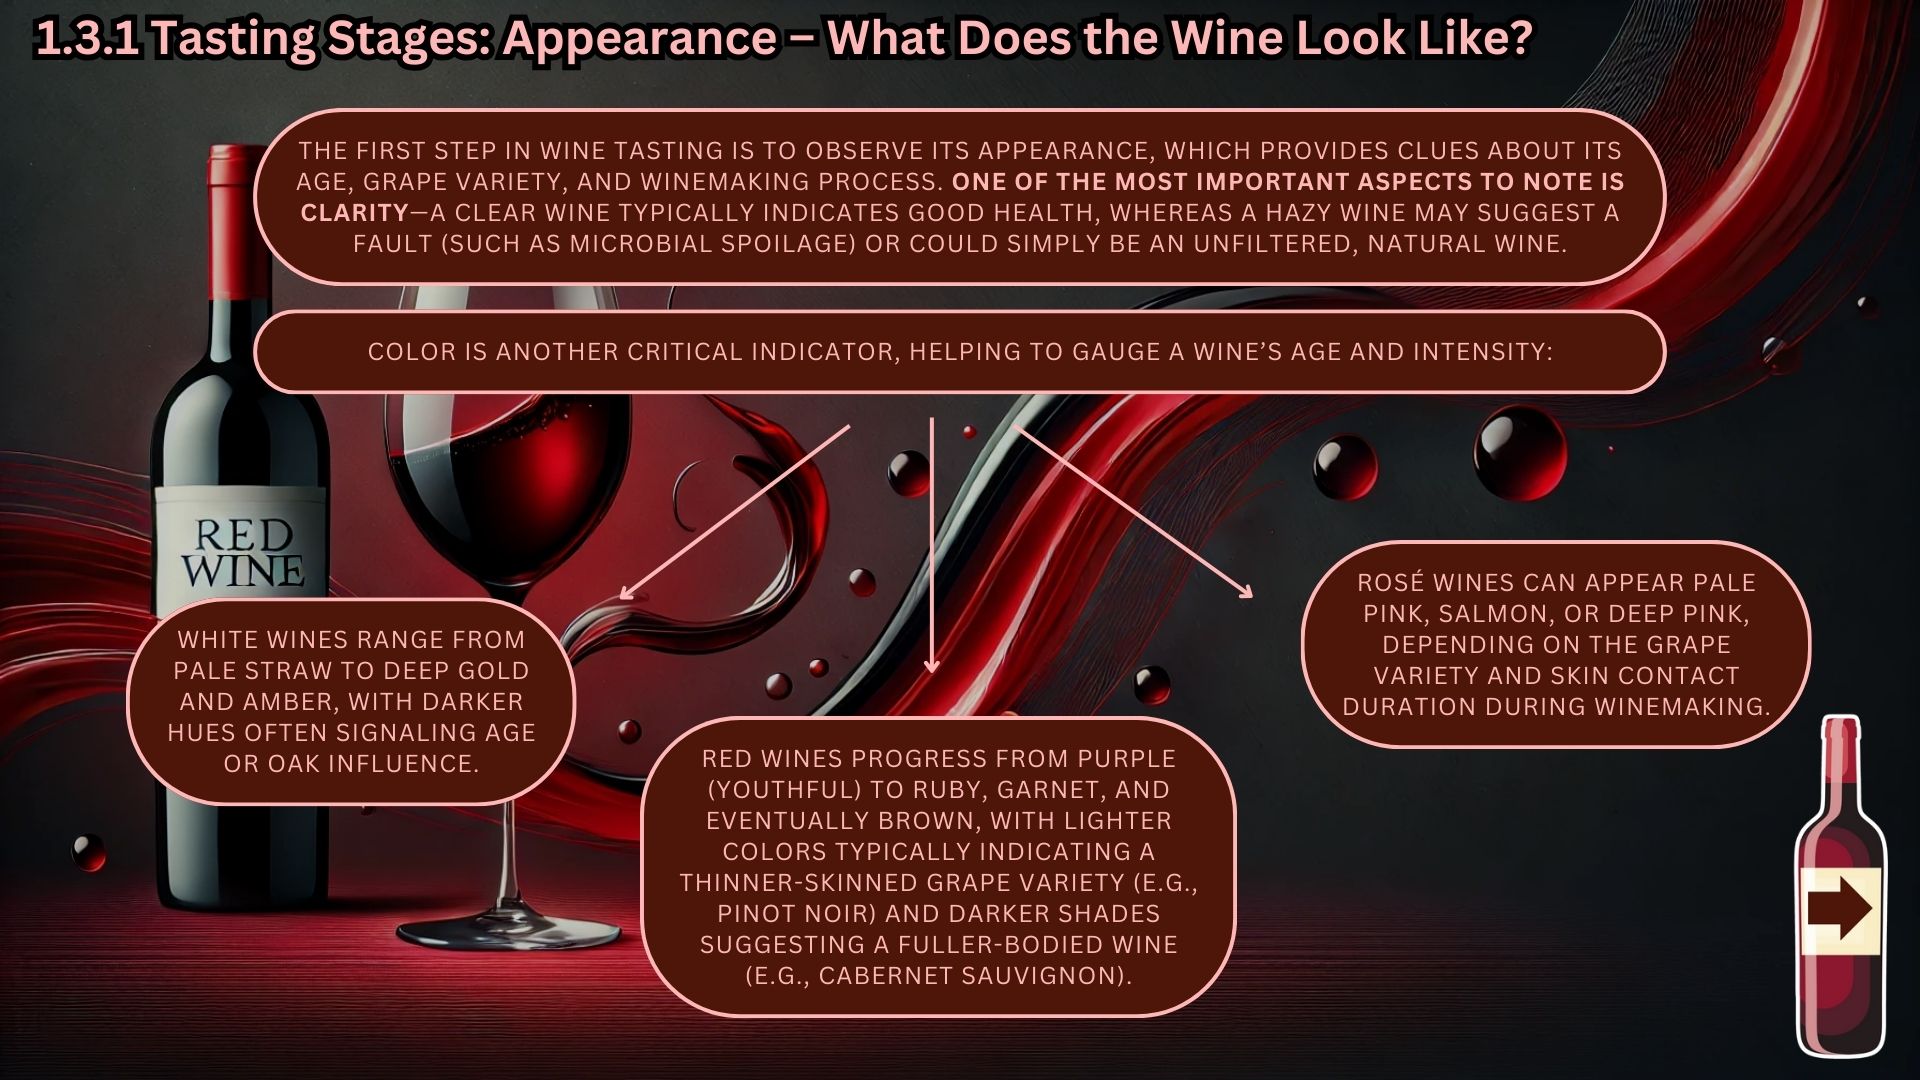 1.3.1 Tasting Stages: Appearance – What Does the Wine Look Like?
THE FIRST STEP IN WINE TASTING IS TO OBSERVE ITS APPEARANCE, WHICH PROVIDES CLUES ABOUT ITS
AGE, GRAPE VARIETY, AND WINEMAKING PROCESS. ONE OF THE MOST IMPORTANT ASPECTS TO NOTE IS
CLARITY—A CLEAR WINE TYPICALLY INDICATES GOOD HEALTH, WHEREAS A HAZY WINE MAY SUGGEST A
FAULT (SUCH AS MICROBIAL SPOILAGE) OR COULD SIMPLY BE AN UNFILTERED, NATURAL WINE.
COLOR IS ANOTHER CRITICAL INDICATOR, HELPING TO GAUGE A WINE’S AGE AND INTENSITY:
RED
WINE
WHITE WINES RANGE FROM
PALE STRAW TO DEEP GOLD
AND AMBER, WITH DARKER
HUES OFTEN SIGNALING AGE
OR OAK INFLUENCE.
RED WINES PROGRESS FROM PURPLE
(YOUTHFUL) TO RUBY, GARNET, AND
EVENTUALLY BROWN, WITH LIGHTER
COLORS TYPICALLY INDICATING A
THINNER-SKINNED GRAPE VARIETY (E.G.,
PINOT NOIR) AND DARKER SHADES
SUGGESTING A FULLER-BODIED WINE
(E.G., CABERNET SAUVIGNON).
ROSÉ WINES CAN APPEAR PALE
PINK, SALMON, OR DEEP PINK,
DEPENDING ON THE GRAPE
VARIETY AND SKIN CONTACT
DURATION DURING WINEMAKING.